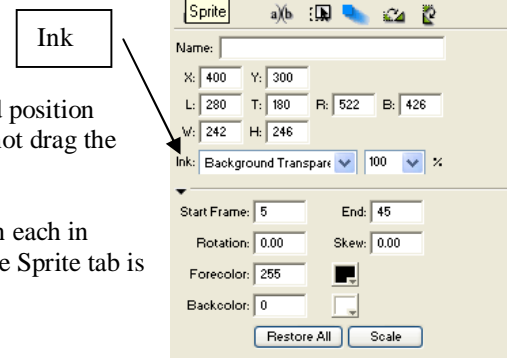 Ink
d position
not drag the
n each in
e Sprite tab is
Sprite
Name:
X: 400 Y: 300
L: 280 T: 180 R: 522 B: 426
W: 242 H: 246
Ink: Background Transpare 100 %
Start Frame: 5 End: 45
Rotation: 0.00 Skew: 0.00
Forecolor: 255
Backcolor: 0
Restore All Scale